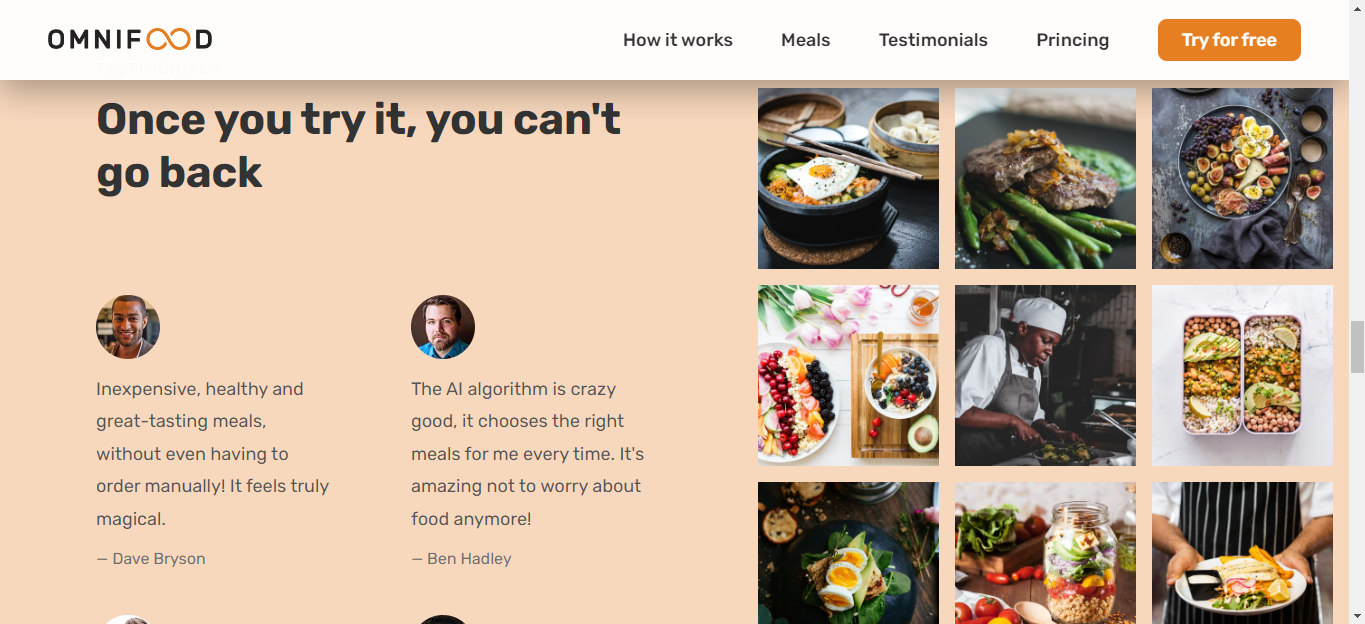 OMNIFOOD
How it works
Meals
Testimonials
Princing
Try for free
Once you try it, you can't
go back
Inexpensive, healthy and
great-tasting meals,
without even having to
order manually! It feels truly
magical.
— Dave Bryson
The AI algorithm is crazy
good, it chooses the right
meals for me every time. It's
amazing not to worry about
food anymore!
— Ben Hadley